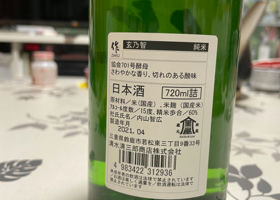 作
ZAKU
玄乃智
純米
協会701号酵母
さわやかな香り、切れのある酸味
日本酒
720ml詰
原材料/米(国産)、米麹(国産米)
アルコール度数/15度、精米歩合/60%
杜氏氏名/内山智広
製造年月
2021.04
三重県鈴鹿市若松東三丁目9番33号
清水清三郎商店株式会社
4 983422 312936